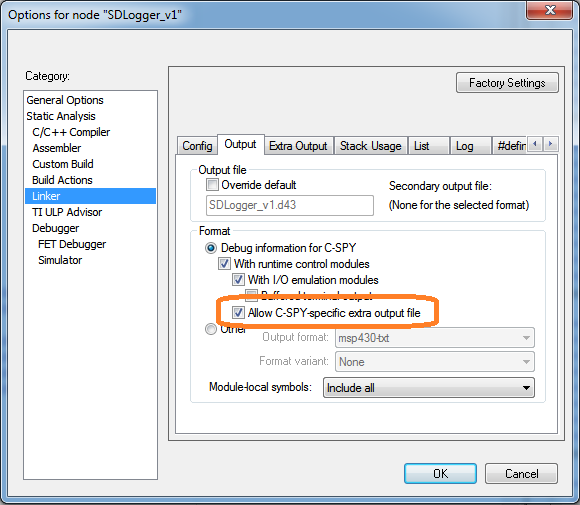 Options for node "SDLogger_v1"
Category:
Factory Settings
General Options
Static Analysis
C/C++ Compiler
Assembler
Custom Build
Build Actions
Linker
TI ULP Advisor
Debugger
FET Debugger
Simulator
Config Output Extra Output Stack Usage List Log #defin
Output file
Override default
Secondary output file:
SDLogger_v1.d43
(None for the selected format)
Format
Debug information for C-SPY
With runtime control modules
With I/O emulation modules
Buffered terminal output
Allow C-SPY-specific extra output file
Other
Output format: msp430-txt
Format variant: None
Module-local symbols: Include all
OK Cancel